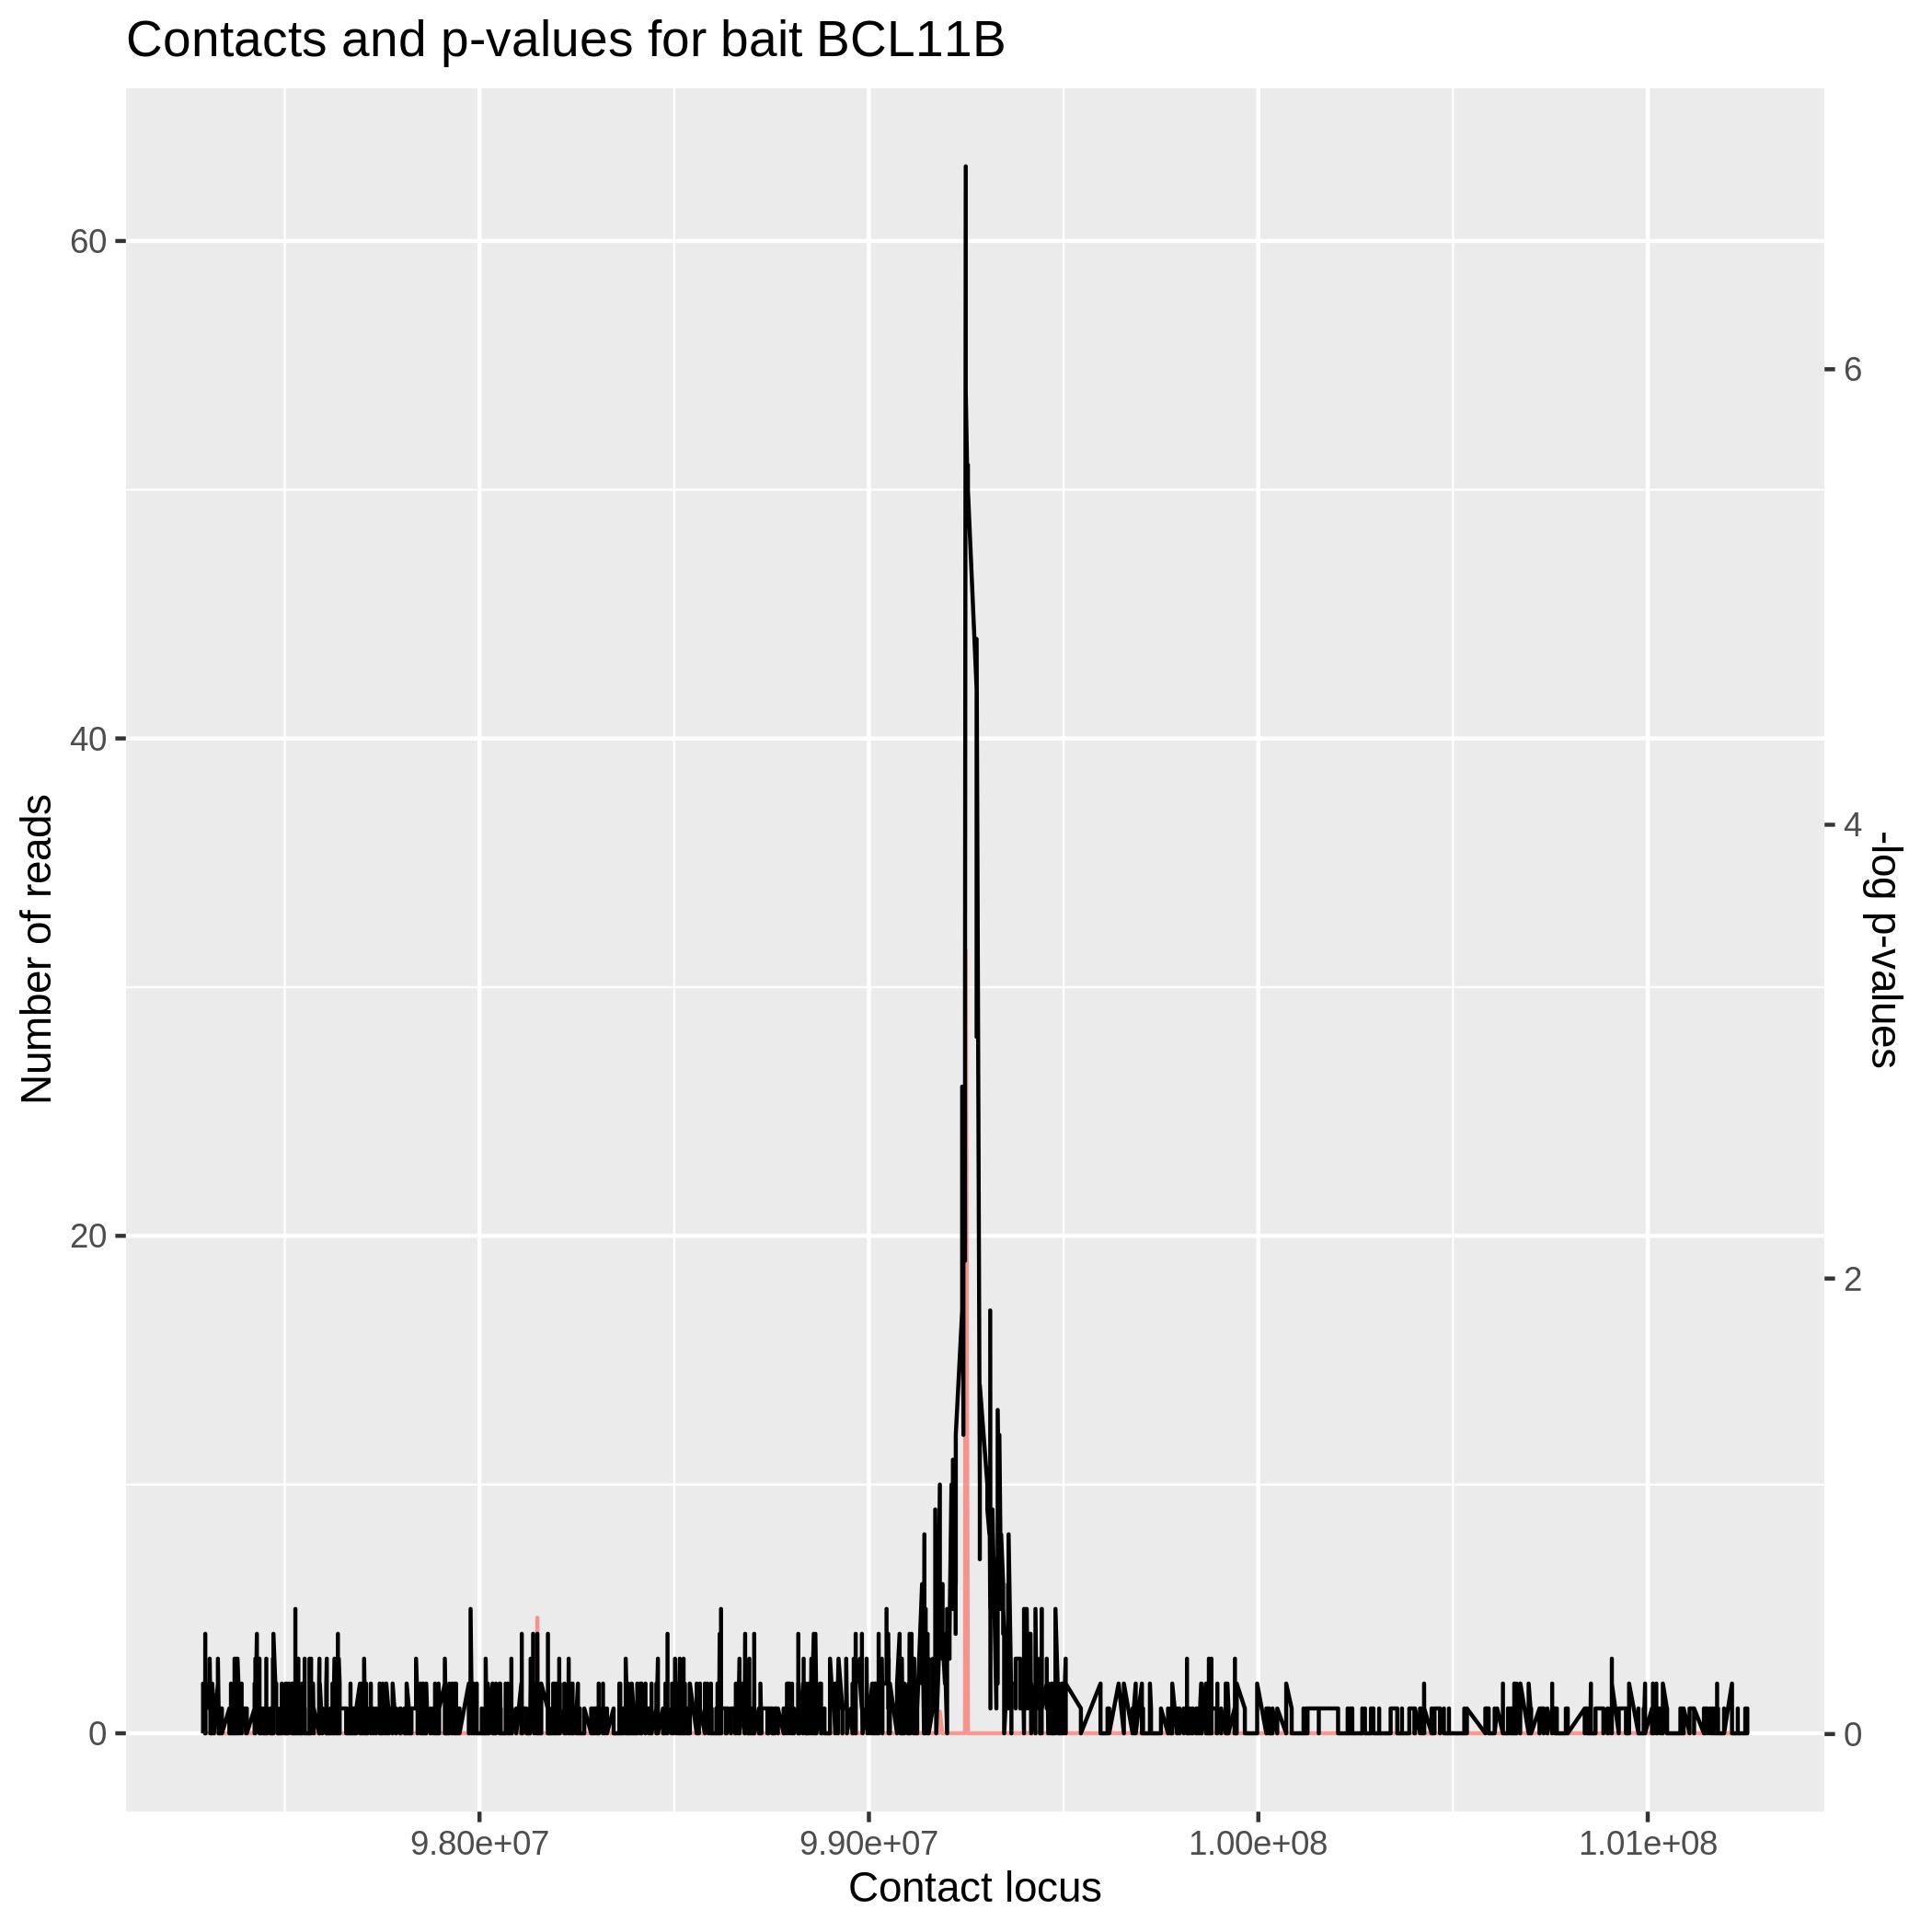 Contacts and p-values for bait BCL11B
60
40
20
0
6
4
2
0
Number of reads
-log p-values
9.80e+07
9.90e+07
1.00e+08
1.01e+08
Contact locus